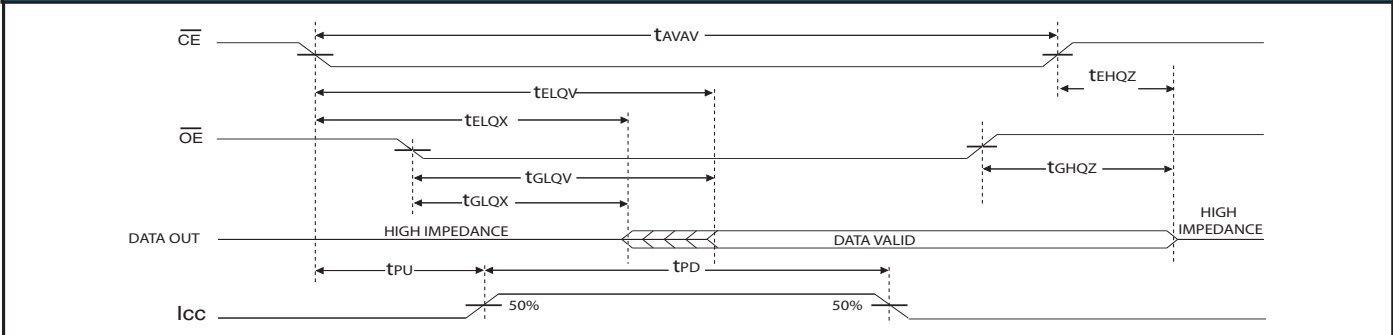 CE
tAVAV
tEHQZ
tELQV
tELQX
OE
tGHQZ
tGLQV
tGLQX
HIGH IMPEDANCE
HIGH
IMPEDANCE
DATA OUT
DATA VALID
tPU
tPD
50%
50%
Icc